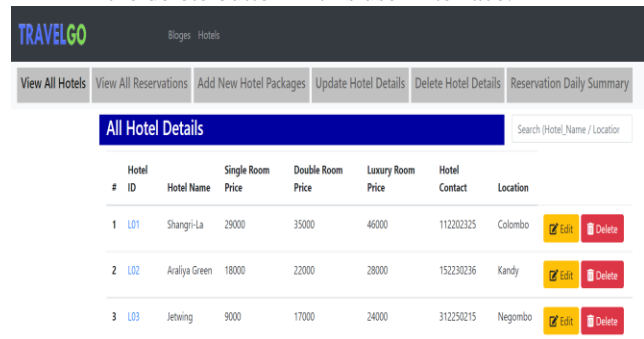 TRAVELGO Bloges Hotels
View All Hotels View All Reservations Add New Hotel Packages Update Hotel Details Delete Hotel Details Reservation Daily Summary
All Hotel Details Search (Hotel_Name / Locatior
# Hotel ID Hotel Name Single Room Price Double Room Price Luxury Room Price Hotel Contact Location
1 L01 Shangri-La 29000 35000 46000 112202325 Colombo Edit Delete
2 L02 Araliya Green 18000 22000 28000 152230236 Kandy Edit Delete
3 L03 Jetwing 9000 17000 24000 312250215 Negombo Edit Delete